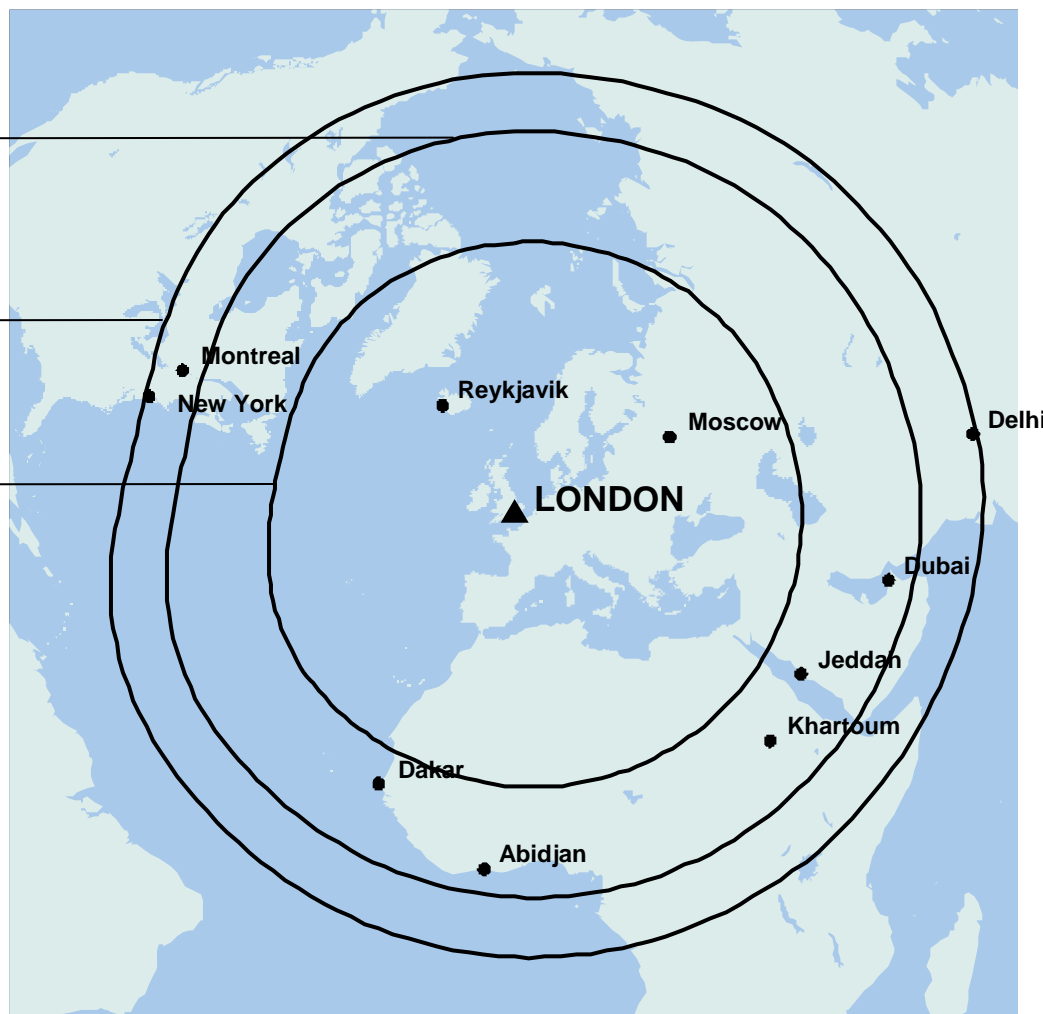 Montreal
New York
Reykjavik
Moscow
Delhi
LONDON
Dubai
Jeddah
Khartoum
Dakar
Abidjan